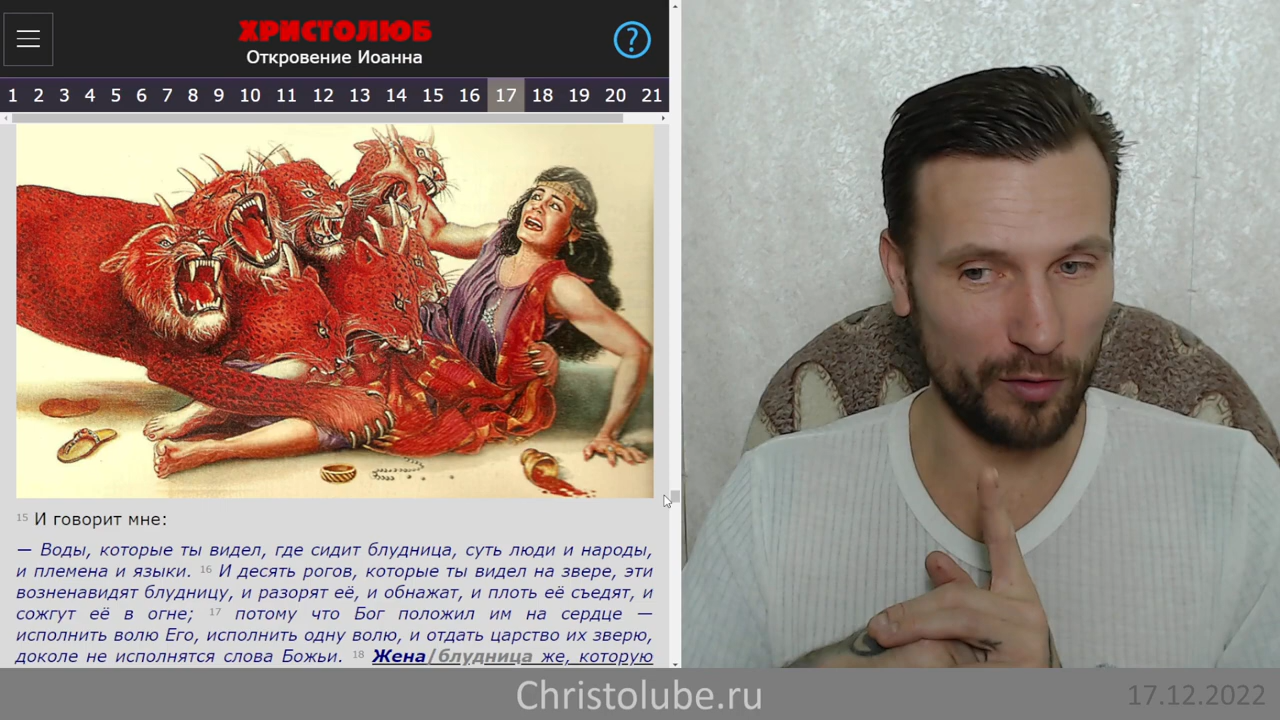 ХРИСТОЛЮБ
Откровение Иоанна
?
1 2 3 4 5 6 7 8 9 10 11 12 13 14 15 16 17 18 19 20 21
15 И говорит мне:
— Воды, которые ты видел, где сидит блудница, суть люди и народы,
и племена и языки. 16 И десять рогов, которые ты видел на звере, эти
возненавидят блудницу, и разорят её, и обнажат, и плоть её съедят, и
сожгут её в огне; 17 потому что Бог положил им на сердце —
исполнить волю Его, исполнить одну волю, и отдать царство их зверю,
доколе не исполнятся слова Божьи. 18 Жена/блудница же, которую
Christolube.ru
17.12.2022